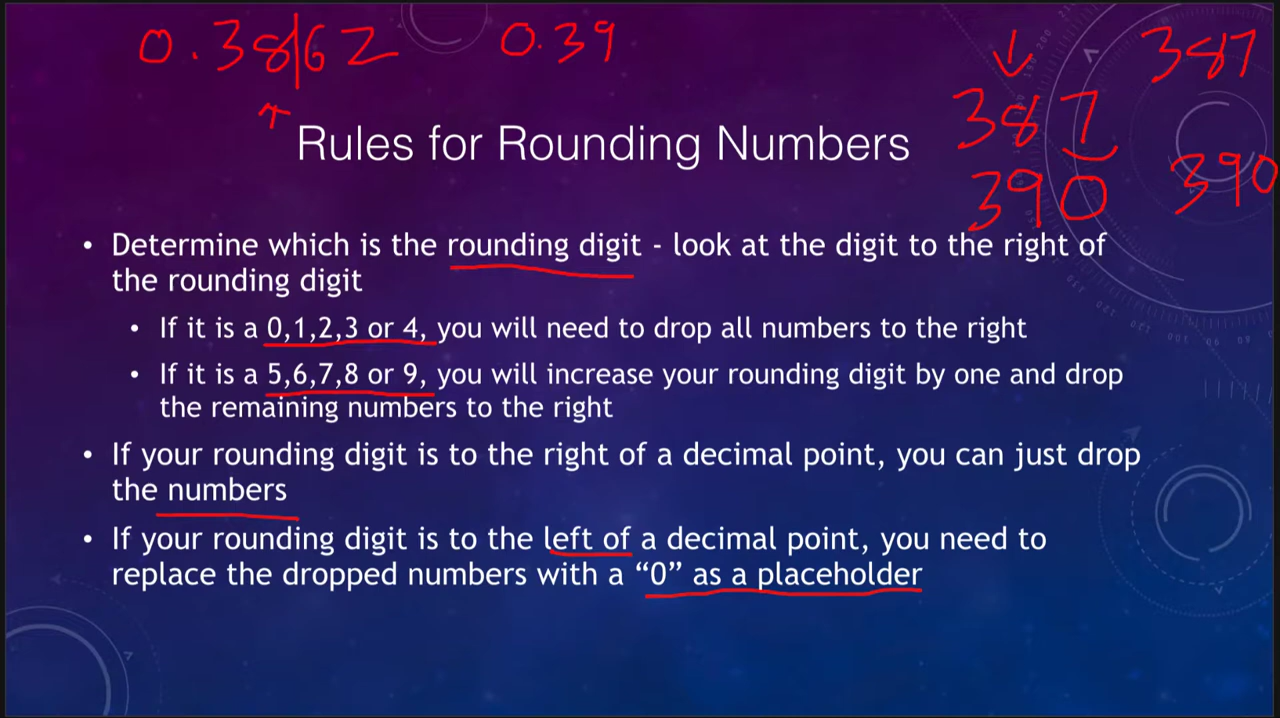 0.38|62 0.39
387
387
390 390
Rules for Rounding Numbers
• Determine which is the rounding digit - look at the digit to the right of
the rounding digit
• If it is a 0,1,2,3 or 4, you will need to drop all numbers to the right
• If it is a 5,6,7,8 or 9, you will increase your rounding digit by one and drop
the remaining numbers to the right
• If your rounding digit is to the right of a decimal point, you can just drop
the numbers
• If your rounding digit is to the left of a decimal point, you need to
replace the dropped numbers with a “0” as a placeholder